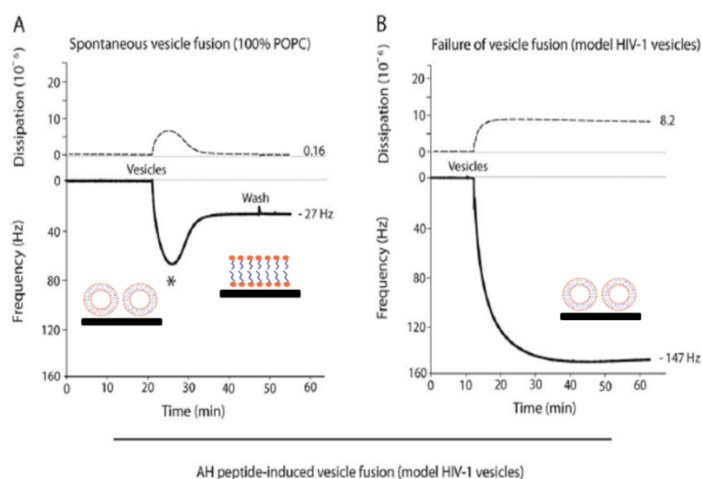 A
Spontaneous vesicle fusion (100% POPC)
Dissipation (10⁻⁶)
20
10
0
0.16
Vesicles
0
Wash
- 27 Hz
Frequency (Hz)
40
80
*
120
160
0 10 20 30 40 50 60
Time (min)
B
Failure of vesicle fusion (model HIV-1 vesicles)
Dissipation (10⁻⁶)
20
10
0
8.2
Vesicles
0
Frequency (Hz)
40
80
120
- 147 Hz
160
0 10 20 30 40 50 60
Time (min)
AH peptide-induced vesicle fusion (model HIV-1 vesicles)